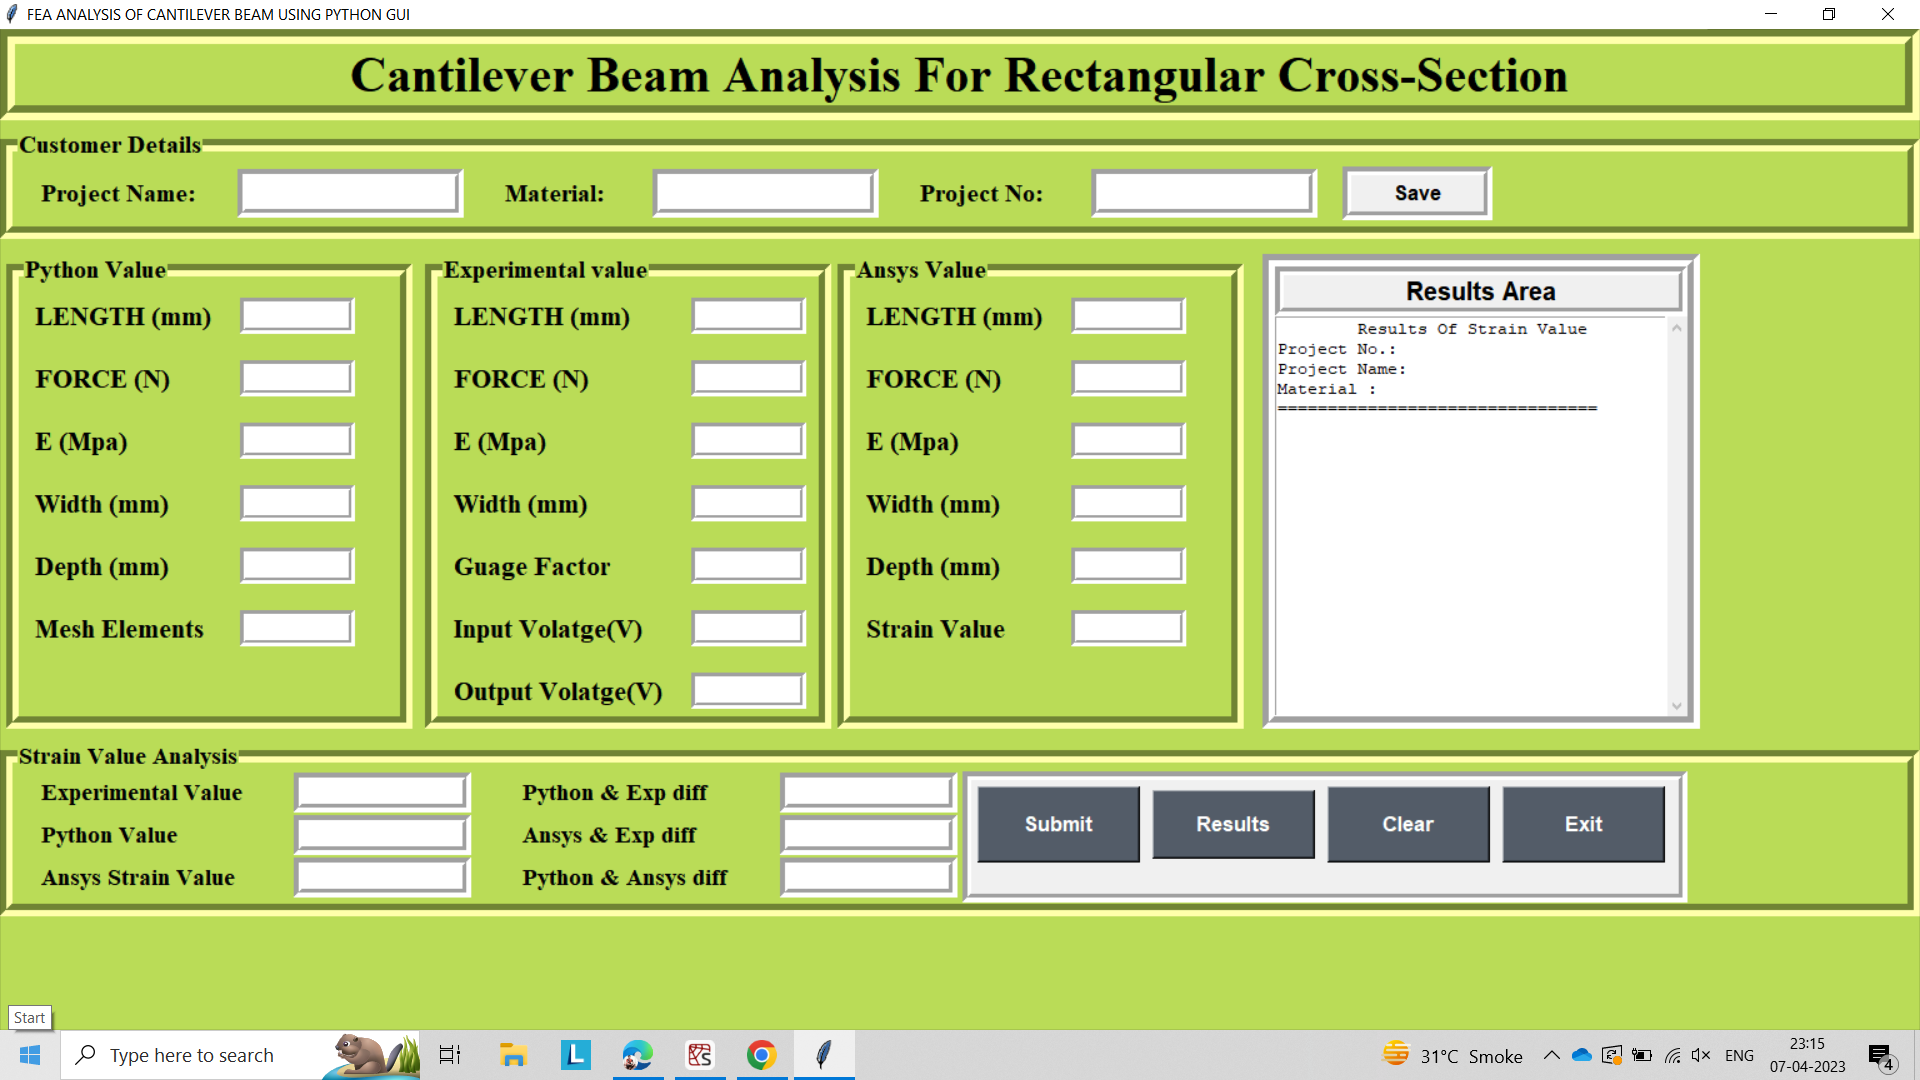 FEA ANALYSIS OF CANTILEVER BEAM USING PYTHON GUI
Cantilever Beam Analysis For Rectangular Cross-Section
Customer Details
Project Name:
Material:
Project No:
Save
Python Value
LENGTH (mm)
FORCE (N)
E (Mpa)
Width (mm)
Depth (mm)
Mesh Elements
Experimental value
LENGTH (mm)
FORCE (N)
E (Mpa)
Width (mm)
Guage Factor
Input Volatge(V)
Output Volatge(V)
Ansys Value
LENGTH (mm)
FORCE (N)
E (Mpa)
Width (mm)
Depth (mm)
Strain Value
Results Area
Results Of Strain Value
Project No.:
Project Name:
Material :
================================
Strain Value Analysis
Experimental Value
Python Value
Ansys Strain Value
Python & Exp diff
Ansys & Exp diff
Python & Ansys diff
Submit
Results
Clear
Exit
Start
Type here to search
L
31°C Smoke
ENG
23:15
07-04-2023
4